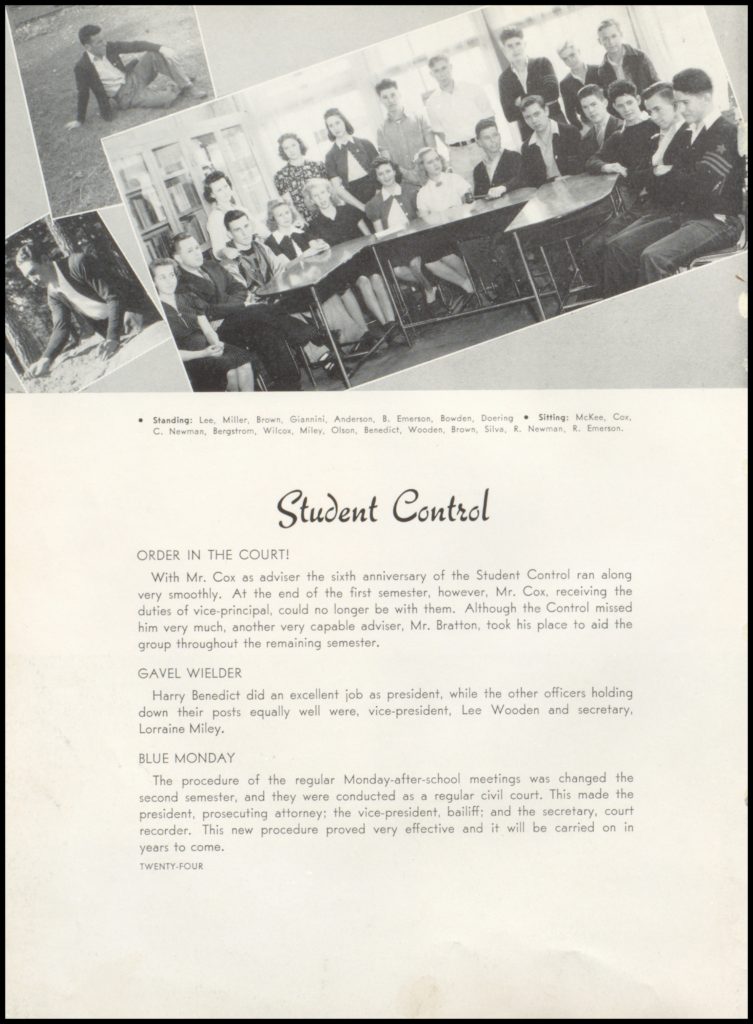 • Standing: Lee, Miller, Brown, Giannini, Anderson, B. Emerson, Bowden, Doering • Sitting: McKee, Cox,
C. Newman, Bergstrom, Wilcox, Miley, Olson, Benedict, Wooden, Brown, Silva, R. Newman, R. Emerson.
Student Control
ORDER IN THE COURT!
With Mr. Cox as adviser the sixth anniversary of the Student Control ran along
very smoothly. At the end of the first semester, however, Mr. Cox, receiving the
duties of vice-principal, could no longer be with them. Although the Control missed
him very much, another very capable adviser, Mr. Bratton, took his place to aid the
group throughout the remaining semester.
GAVEL WIELDER
Harry Benedict did an excellent job as president, while the other officers holding
down their posts equally well were, vice-president, Lee Wooden and secretary,
Lorraine Miley.
BLUE MONDAY
The procedure of the regular Monday-after-school meetings was changed the
second semester, and they were conducted as a regular civil court. This made the
president, prosecuting attorney; the vice-president, bailiff; and the secretary, court
recorder. This new procedure proved very effective and it will be carried on in
years to come.
TWENTY-FOUR